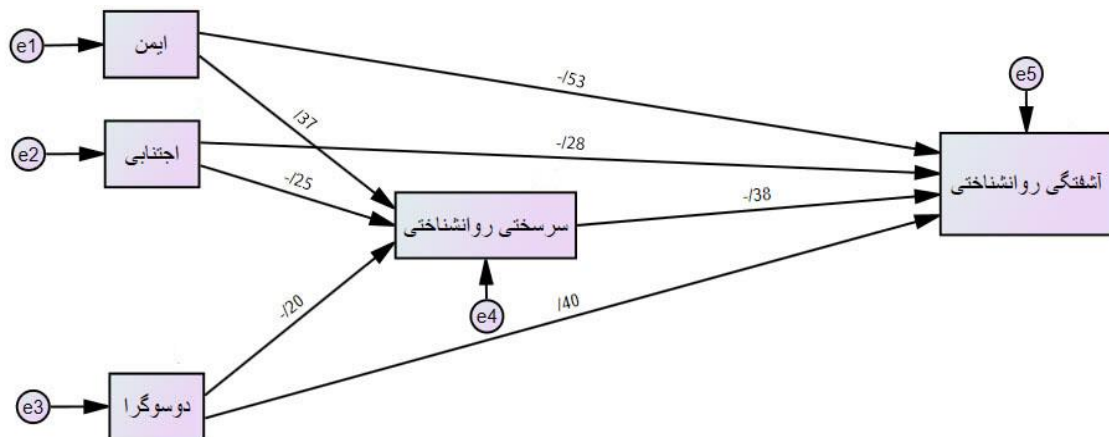 e1
ایمن
-/53
e5
/37
e2
اجتنابی
-/28
آشفتگی روانشناختی
-/25
-/38
سرسختی روانشناختی
-/20
/40
e4
e3
دوسوگرا